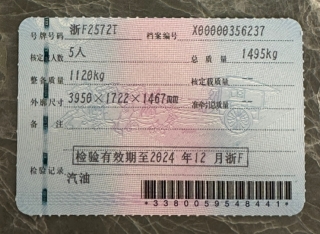 号牌号码 浙F2572T 档案编号 X00000356237
核定载人数 5人 总质量 1495kg
整备质量 1120kg 核定载质量 --
外廓尺寸 3950×1722×1467mm 准牵引总质量 --
备注
检验有效期至2024 年 12 月浙F
检验记录
汽油
*3380059548441*